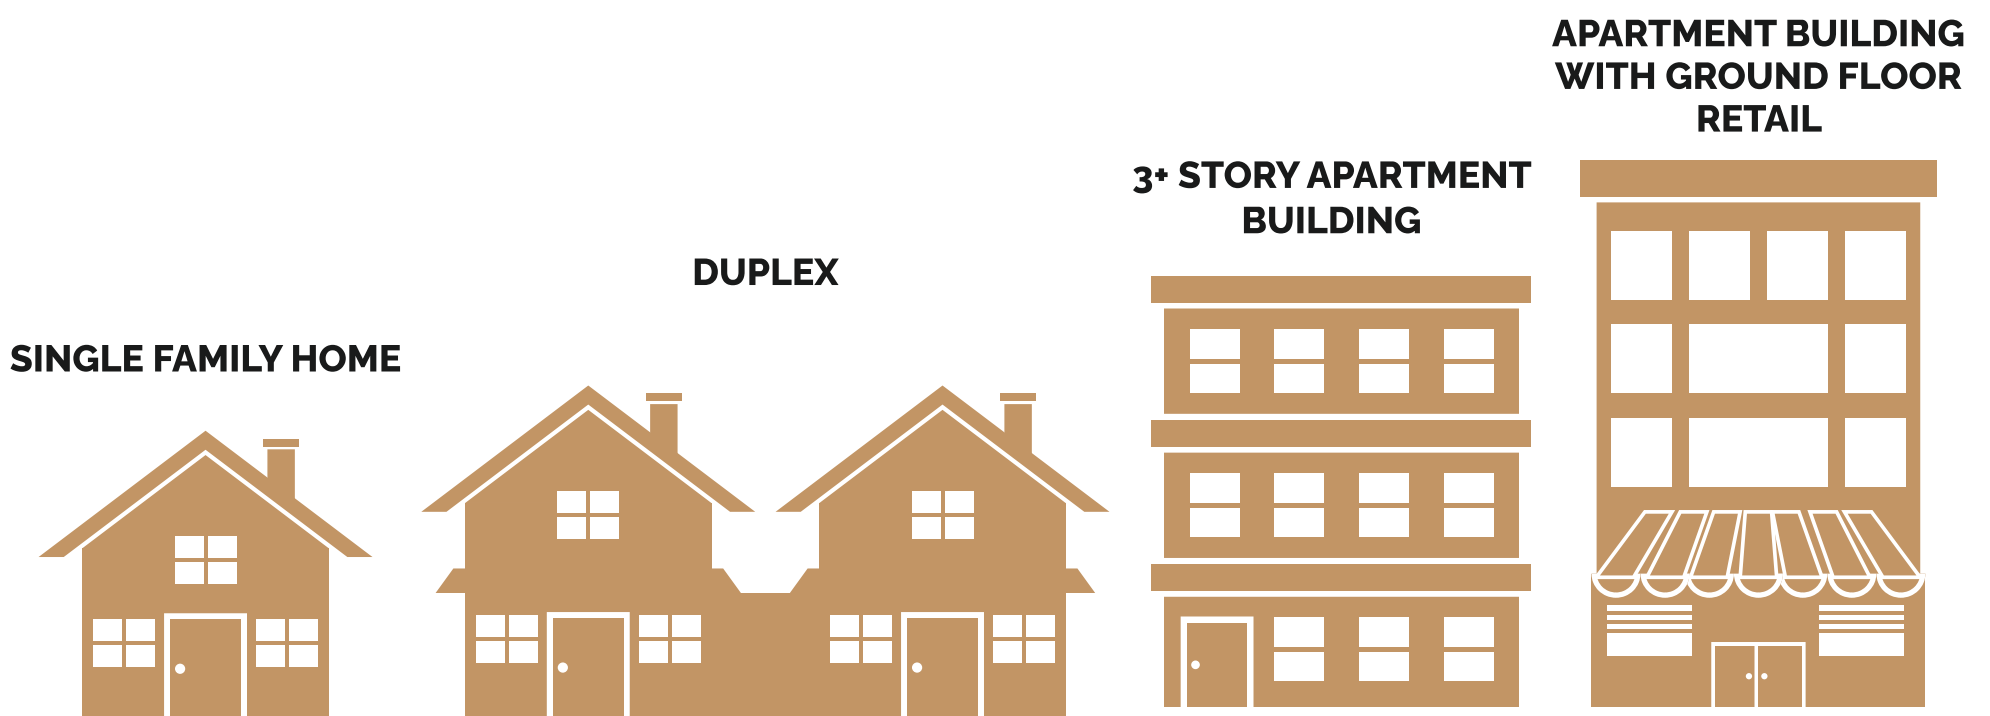 SINGLE FAMILY HOME
DUPLEX
3+ STORY APARTMENT
BUILDING
APARTMENT BUILDING
WITH GROUND FLOOR
RETAIL